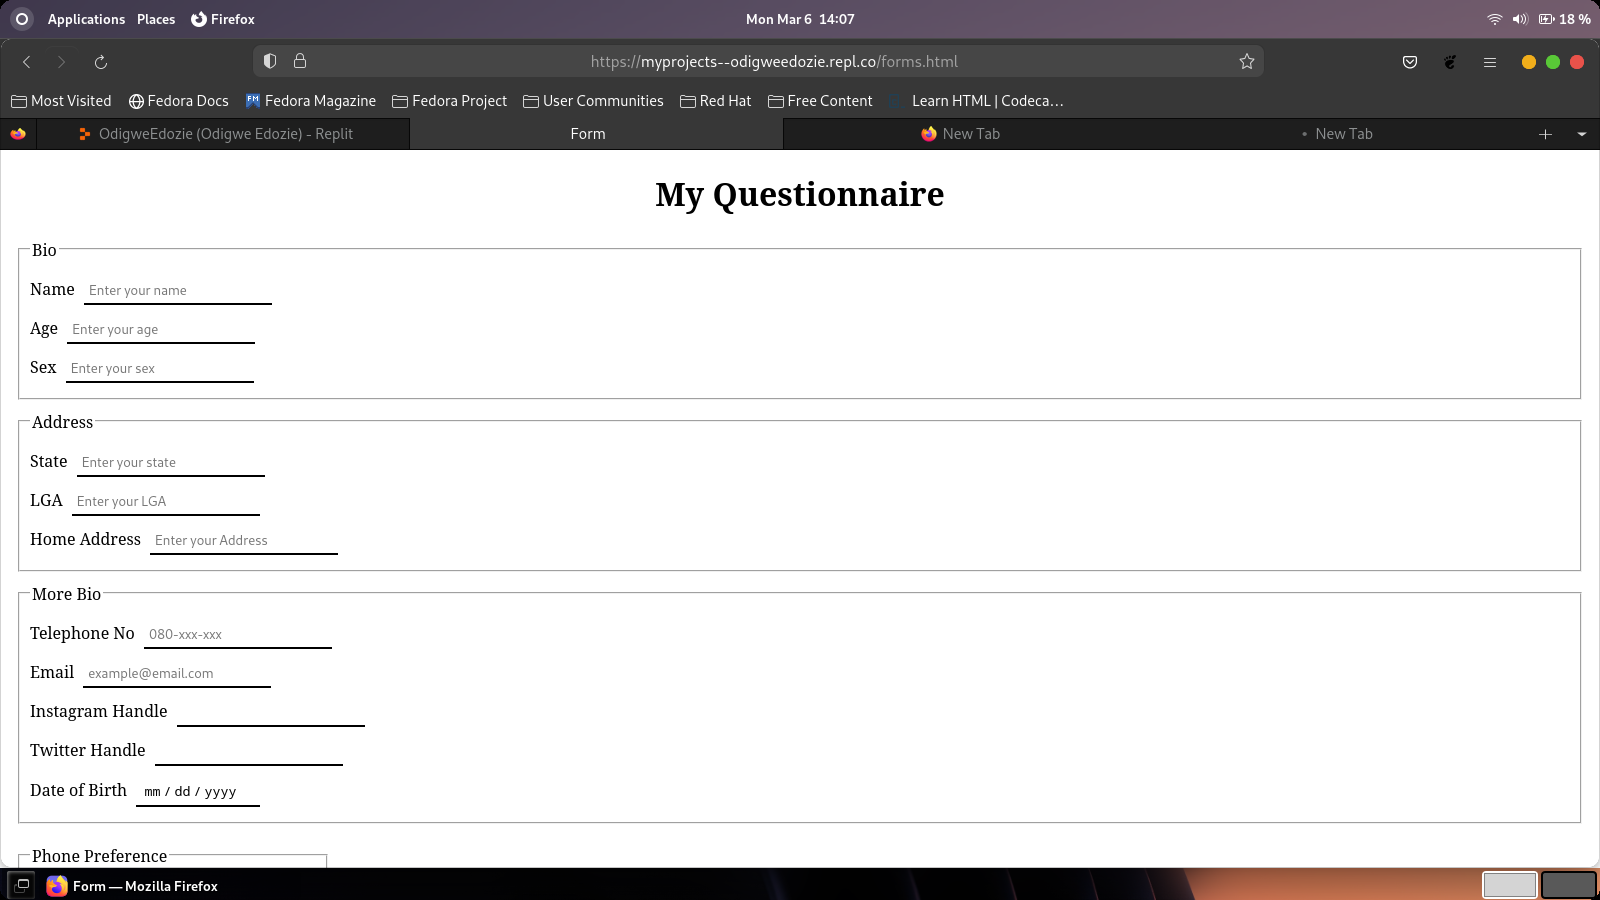 Applications Places Firefox Mon Mar 6 14:07 18 %
https://myprojects--odigweedozie.repl.co/forms.html
Most Visited Fedora Docs FM Fedora Magazine Fedora Project User Communities Red Hat Free Content Learn HTML | Codeca…
OdigweEdozie (Odigwe Edozie) - Replit Form New Tab New Tab
My Questionnaire
Bio
Name Enter your name
Age Enter your age
Sex Enter your sex
Address
State Enter your state
LGA Enter your LGA
Home Address Enter your Address
More Bio
Telephone No 080-xxx-xxx
Email example@email.com
Instagram Handle
Twitter Handle
Date of Birth mm / dd / yyyy
Phone Preference
Form — Mozilla Firefox